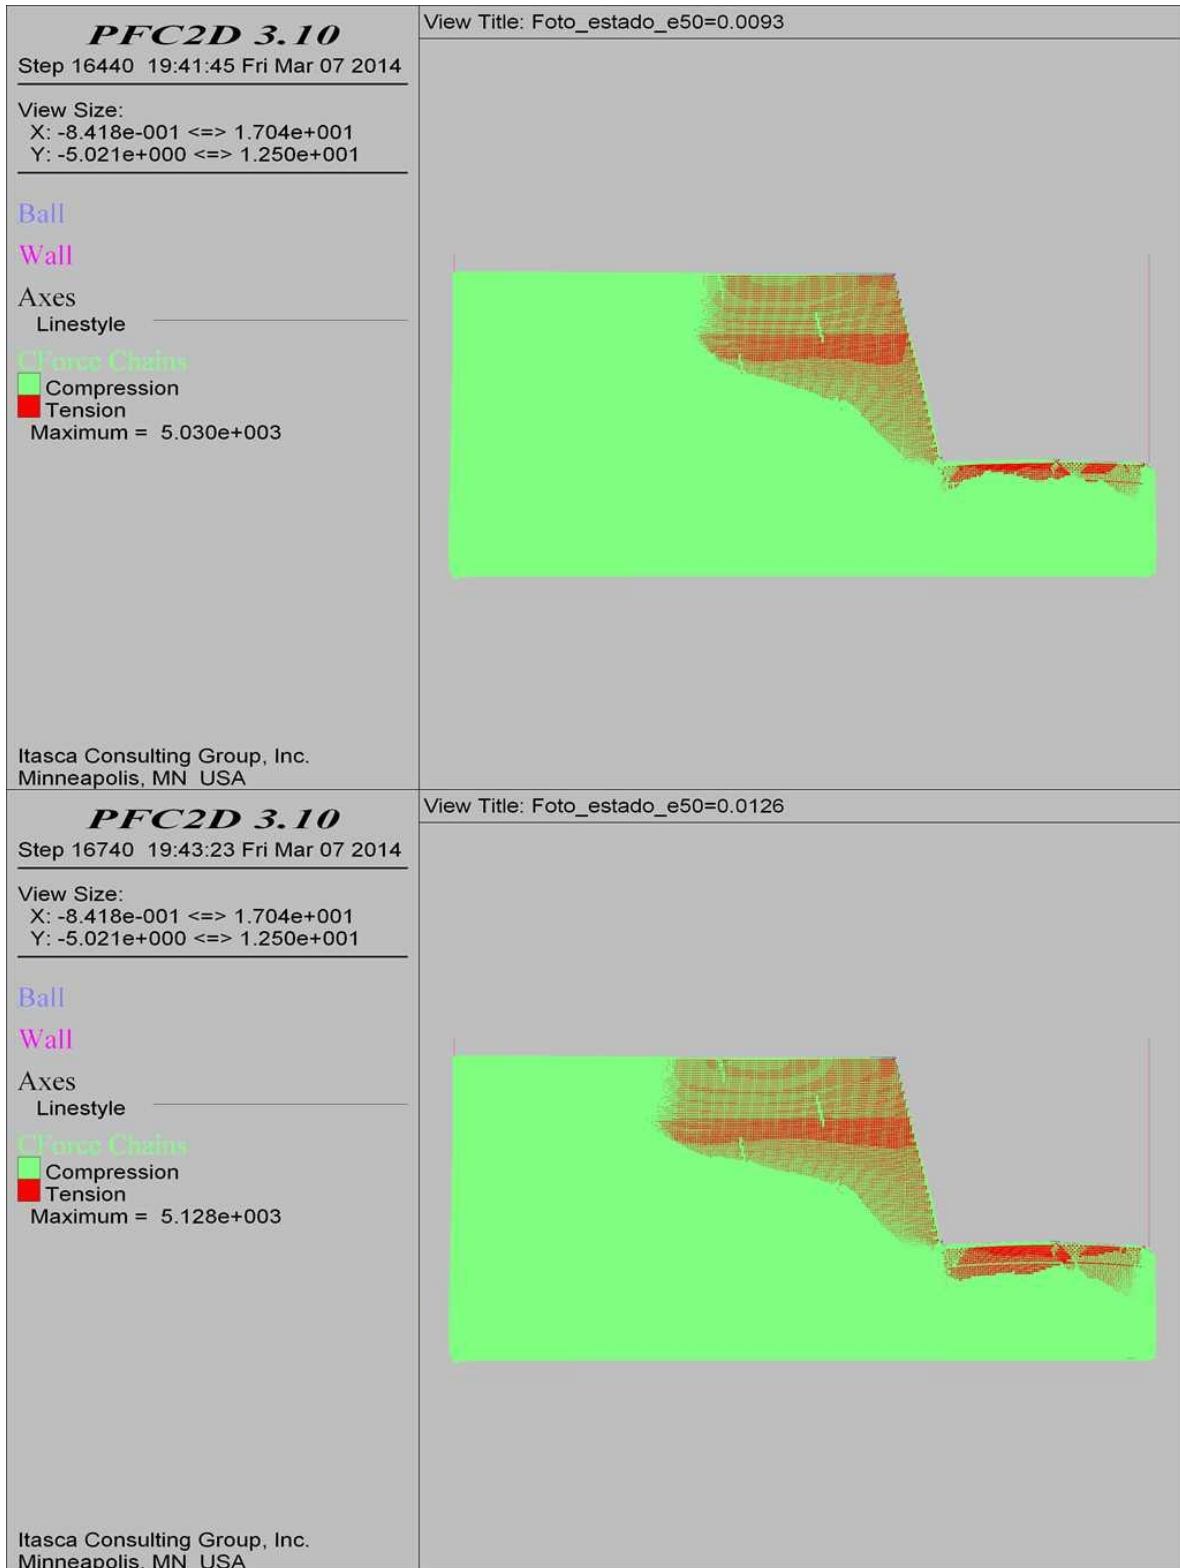 PFC2D 3.10
Step 16440 19:41:45 Fri Mar 07 2014
View Size:
X: -8.418e-001 <=> 1.704e+001
Y: -5.021e+000 <=> 1.250e+001
Ball
Wall
Axes
Linestyle
CForce Chains
Compression
Tension
Maximum = 5.030e+003
Itasca Consulting Group, Inc.
Minneapolis, MN USA
View Title: Foto_estado_e50=0.0093
PFC2D 3.10
Step 16740 19:43:23 Fri Mar 07 2014
View Size:
X: -8.418e-001 <=> 1.704e+001
Y: -5.021e+000 <=> 1.250e+001
Ball
Wall
Axes
Linestyle
CForce Chains
Compression
Tension
Maximum = 5.128e+003
Itasca Consulting Group, Inc.
Minneapolis, MN USA
View Title: Foto_estado_e50=0.0126